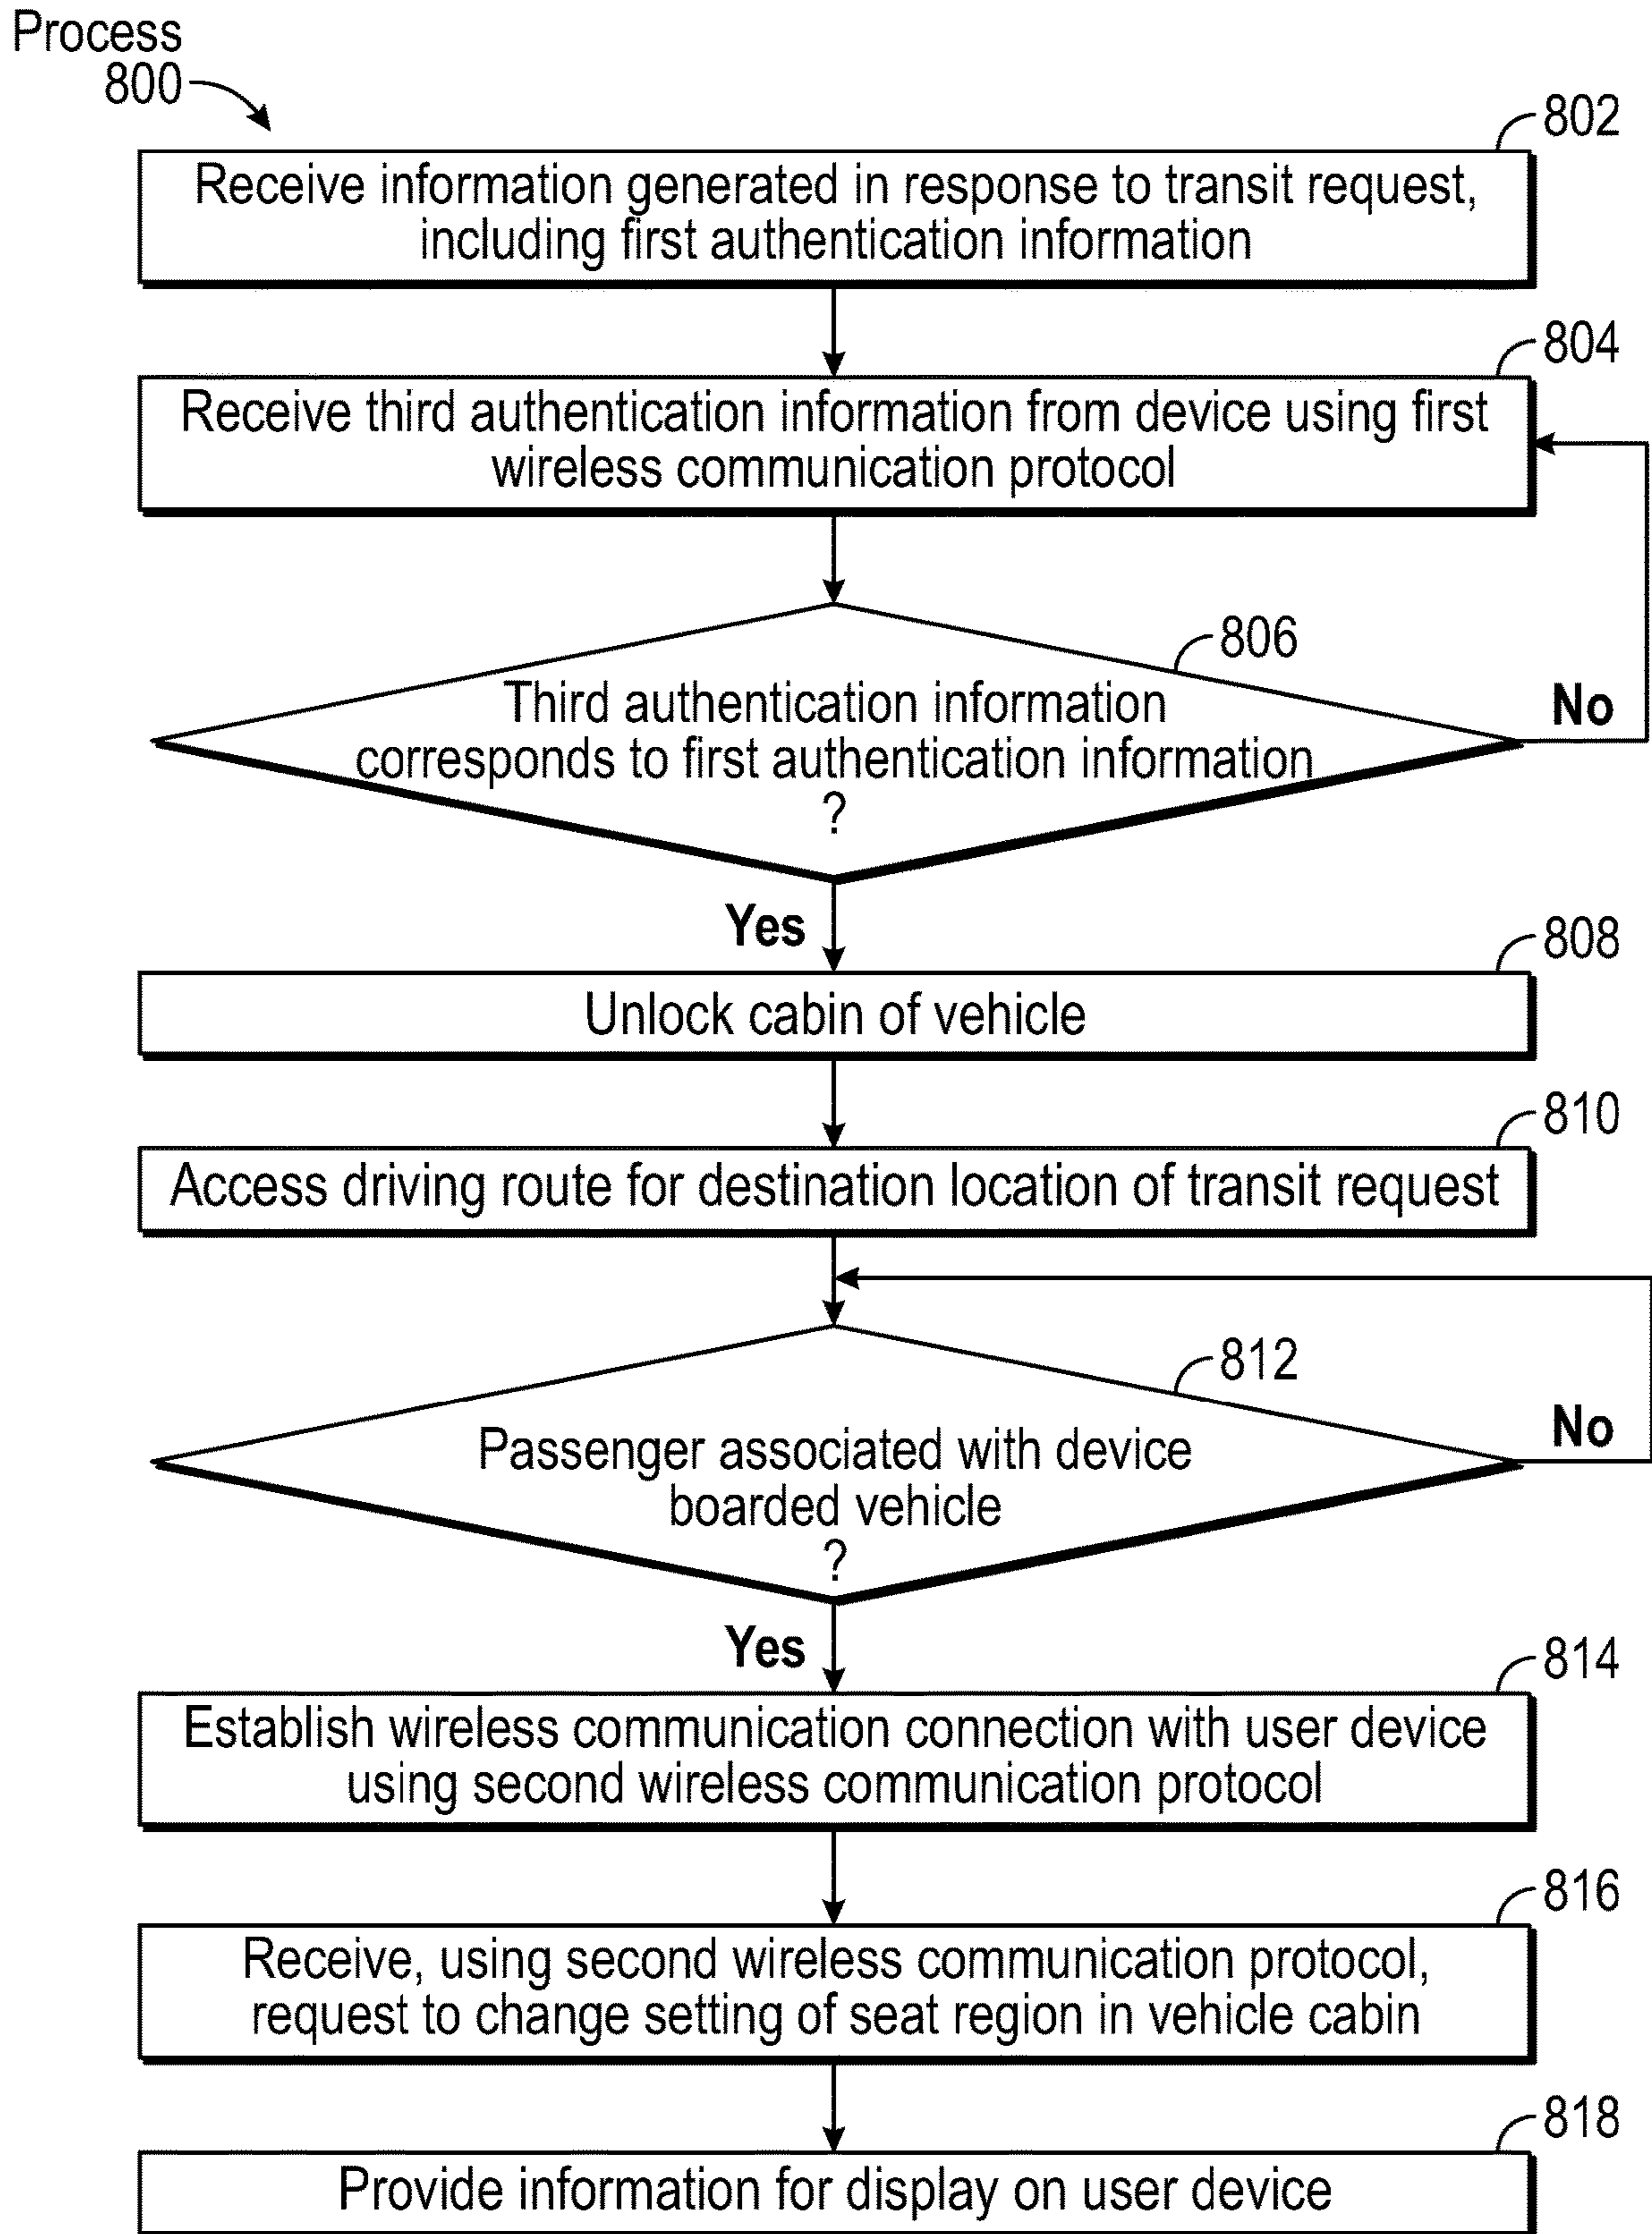 Process
800
802
Receive information generated in response to transit request,
including first authentication information
804
Receive third authentication information from device using first
wireless communication protocol
806
Third authentication information
corresponds to first authentication information
?
No
Yes
808
Unlock cabin of vehicle
810
Access driving route for destination location of transit request
812
Passenger associated with device
boarded vehicle
?
No
Yes
814
Establish wireless communication connection with user device
using second wireless communication protocol
816
Receive, using second wireless communication protocol,
request to change setting of seat region in vehicle cabin
818
Provide information for display on user device